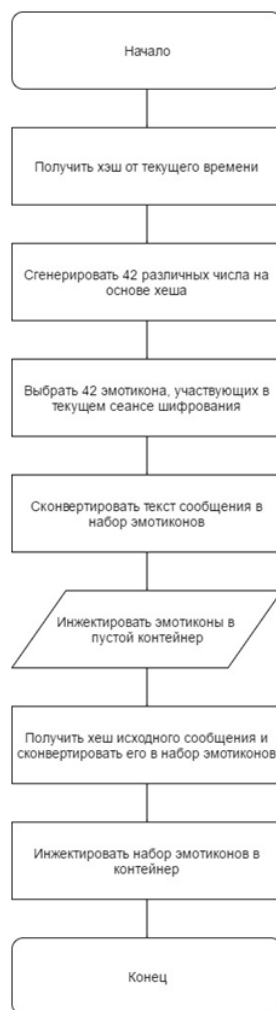 Начало
Получить хэш от текущего времени
Сгенерировать 42 различных числа на
основе хеша
Выбрать 42 эмотикона, участвующих в
текущем сеансе шифрования
Сконвертировать текст сообщения в
набор эмотиконов
Инжектировать эмотиконы в
пустой контейнер
Получить хеш исходного сообщения и
сконвертировать его в набор эмотиконов
Инжектировать набор эмотиконов в
контейнер
Конец